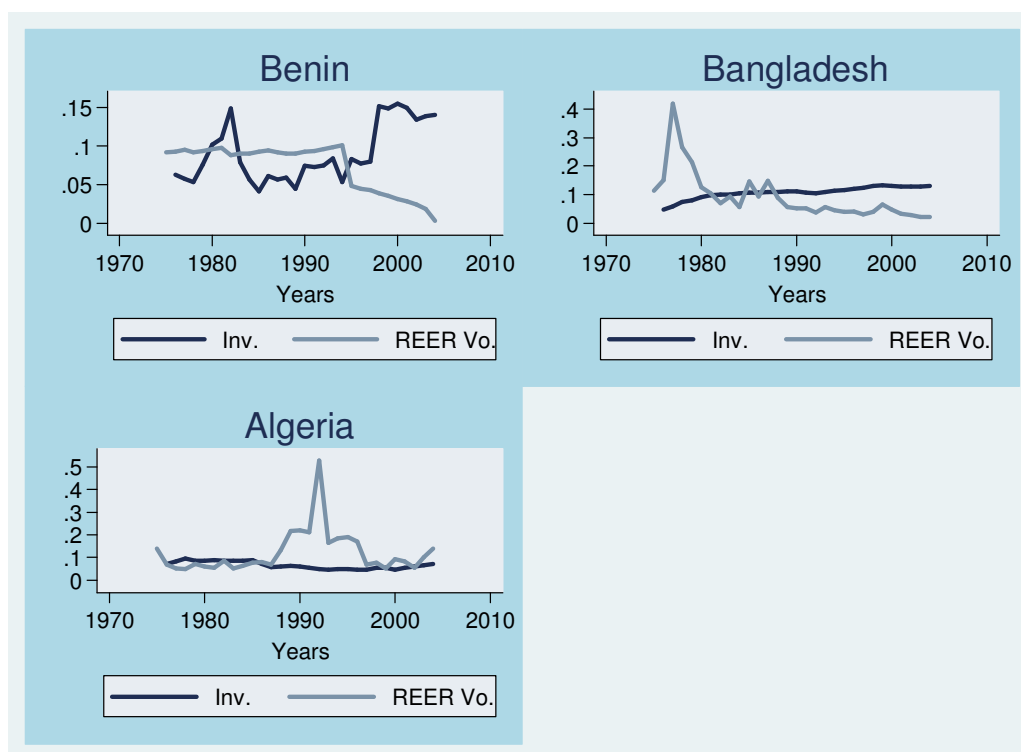 Benin
.15
.1
.05
0
1970 1980 1990 2000 2010
Years
Inv. REER Vo.
Bangladesh
.4
.3
.2
.1
0
1970 1980 1990 2000 2010
Years
Inv. REER Vo.
Algeria
.5
.4
.3
.2
.1
0
1970 1980 1990 2000 2010
Years
Inv. REER Vo.